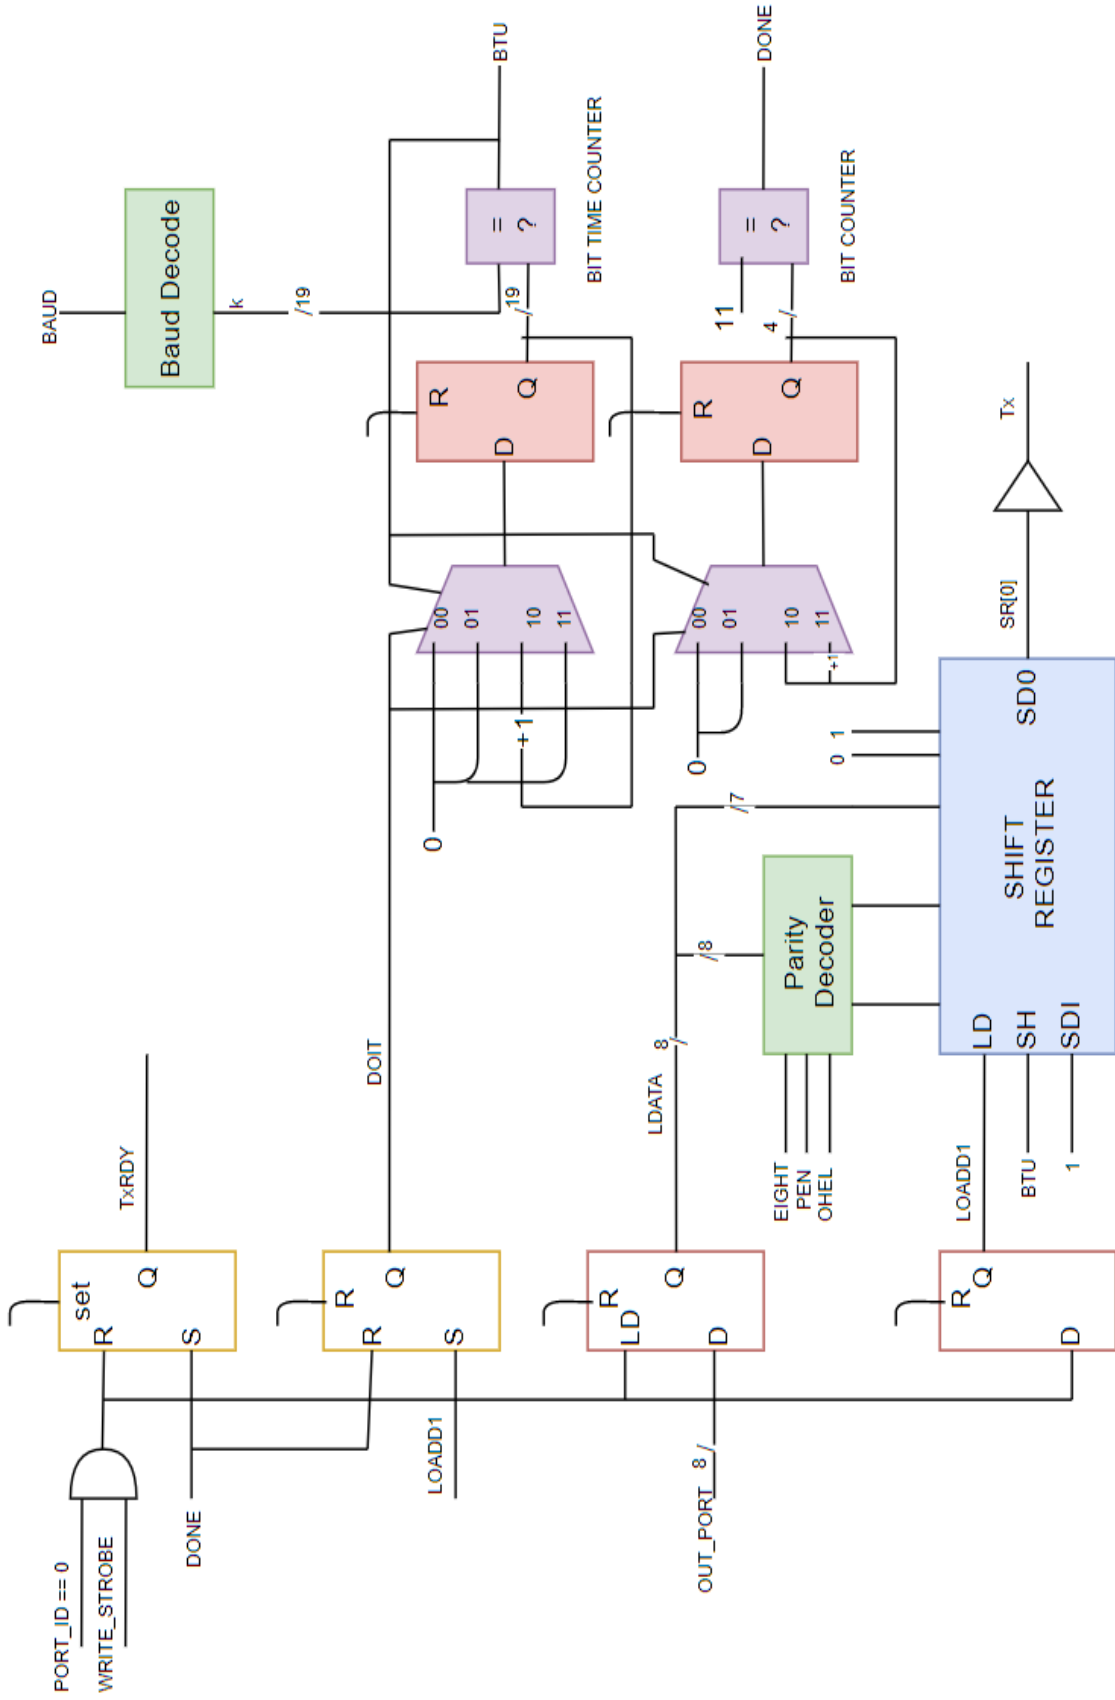 PORT_ID == 0
WRITE_STROBE
DONE
R
S
set
Q
TxRDY
LOADD1
R
S
R
Q
DOIT
OUT_PORT
8 /
LD
D
R
Q
LDATA
8 /
/8
/7
D
R
Q
LOADD1
BTU
1
LD
SH
SDI
SHIFT
REGISTER
SD0
0
1
SR[0]
Tx
EIGHT
PEN
OHEL
Parity
Decoder
0
+1
00
01
10
11
D
R
Q
/19
=
?
BTU
BIT TIME COUNTER
BAUD
Baud Decode
k
/19
0
+1
00
01
10
11
D
R
Q
4 /
11
=
?
DONE
BIT COUNTER